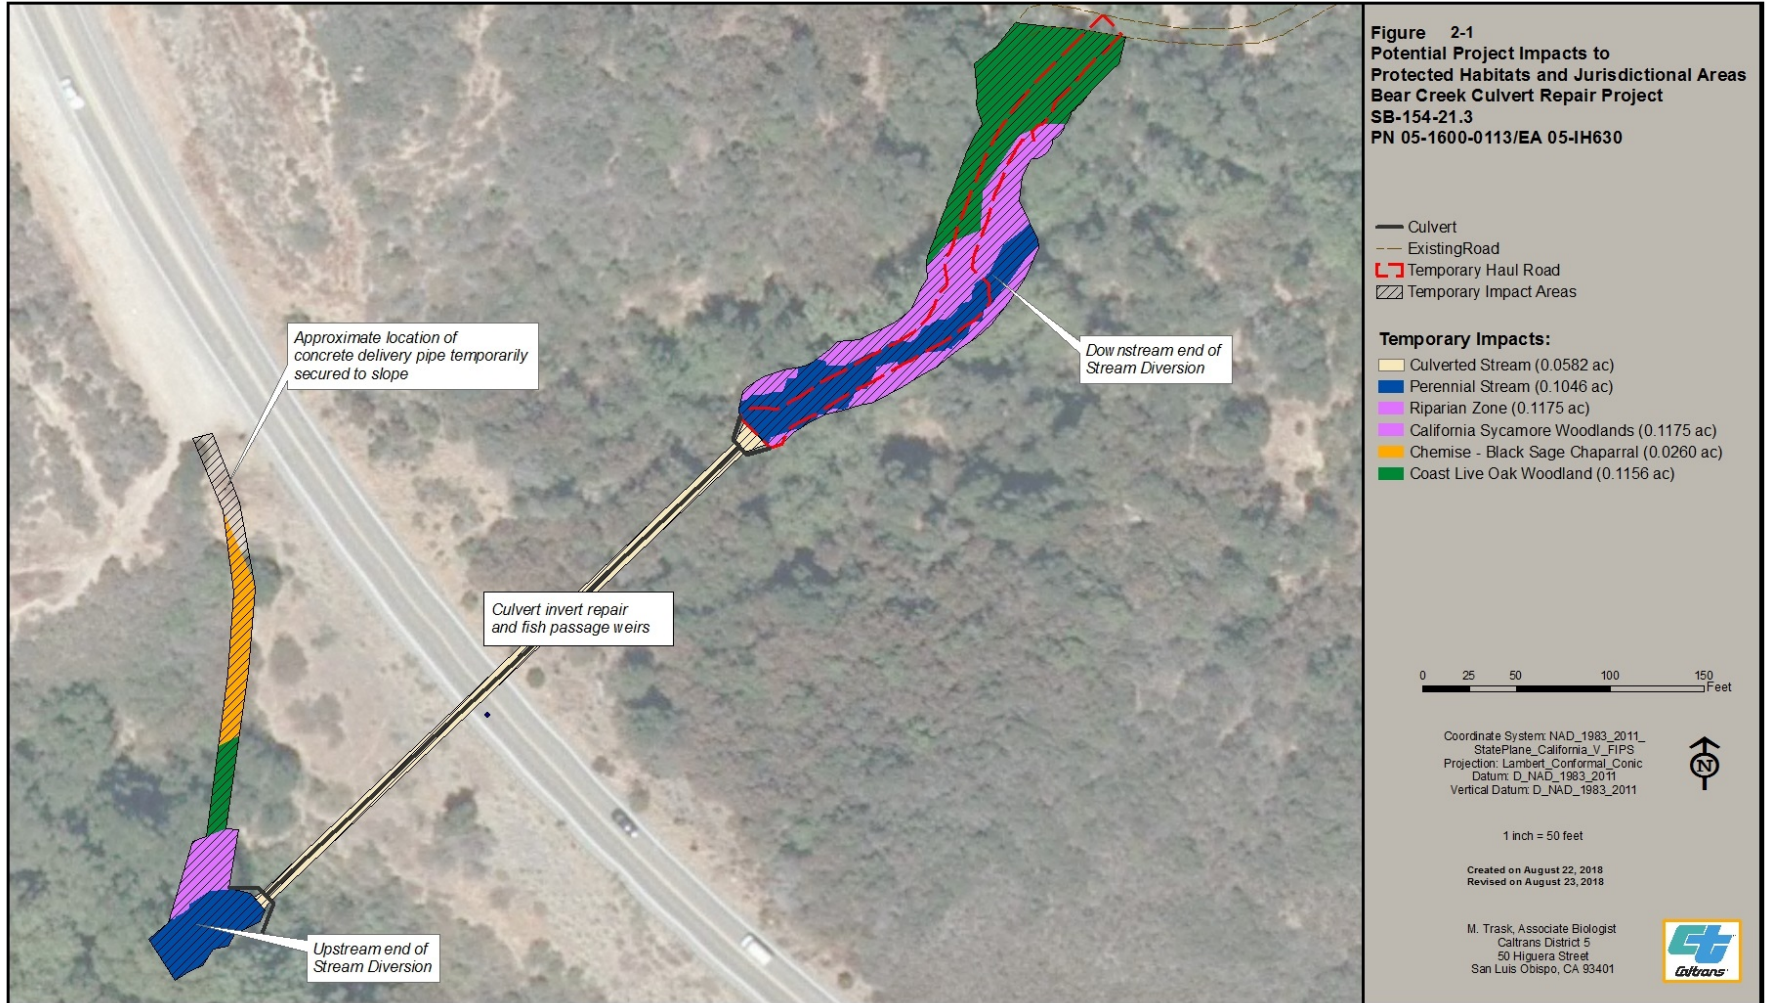 Figure 2-1
Potential Project Impacts to
Protected Habitats and Jurisdictional Areas
Bear Creek Culvert Repair Project
SB-154-21.3
PN 05-1600-0113/EA 05-IH630
Culvert
ExistingRoad
Temporary Haul Road
Temporary Impact Areas
Temporary Impacts:
Culverted Stream (0.0582 ac)
Perennial Stream (0.1046 ac)
Riparian Zone (0.1175 ac)
California Sycamore Woodlands (0.1175 ac)
Chemise - Black Sage Chaparral (0.0260 ac)
Coast Live Oak Woodland (0.1156 ac)
Approximate location of
concrete delivery pipe temporarily
secured to slope
Downstream end of
Stream Diversion
Culvert invert repair
and fish passage weirs
Upstream end of
Stream Diversion
0 25 50 100 150
Feet
Coordinate System: NAD_1983_2011_
StatePlane_California_V_FIPS
Projection: Lambert_Conformal_Conic
Datum: D_NAD_1983_2011
Vertical Datum: D_NAD_1983_2011
N
1 inch = 50 feet
Created on August 22, 2018
Revised on August 23, 2018
M. Trask, Associate Biologist
Caltrans District 5
50 Higuera Street
San Luis Obispo, CA 93401
ct
Caltrans